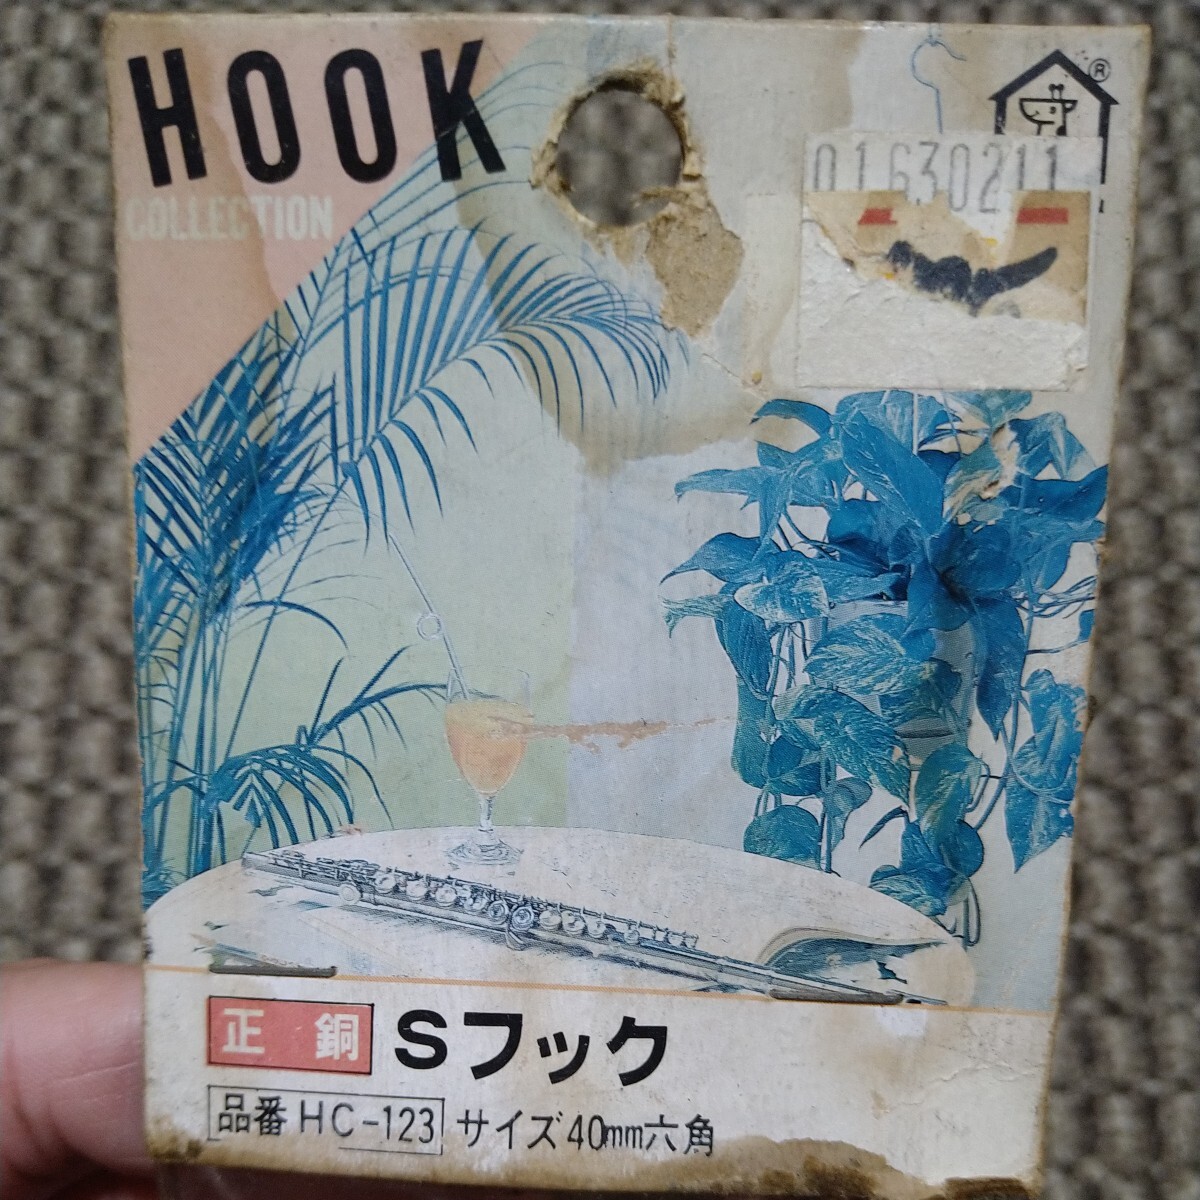 HOOK
COLLECTION
®
01630211
正銅 Sフック
品番 HC-123 サイズ40mm六角